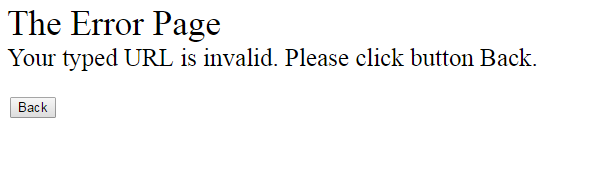 The Error Page
Your typed URL is invalid. Please click button Back.
Back